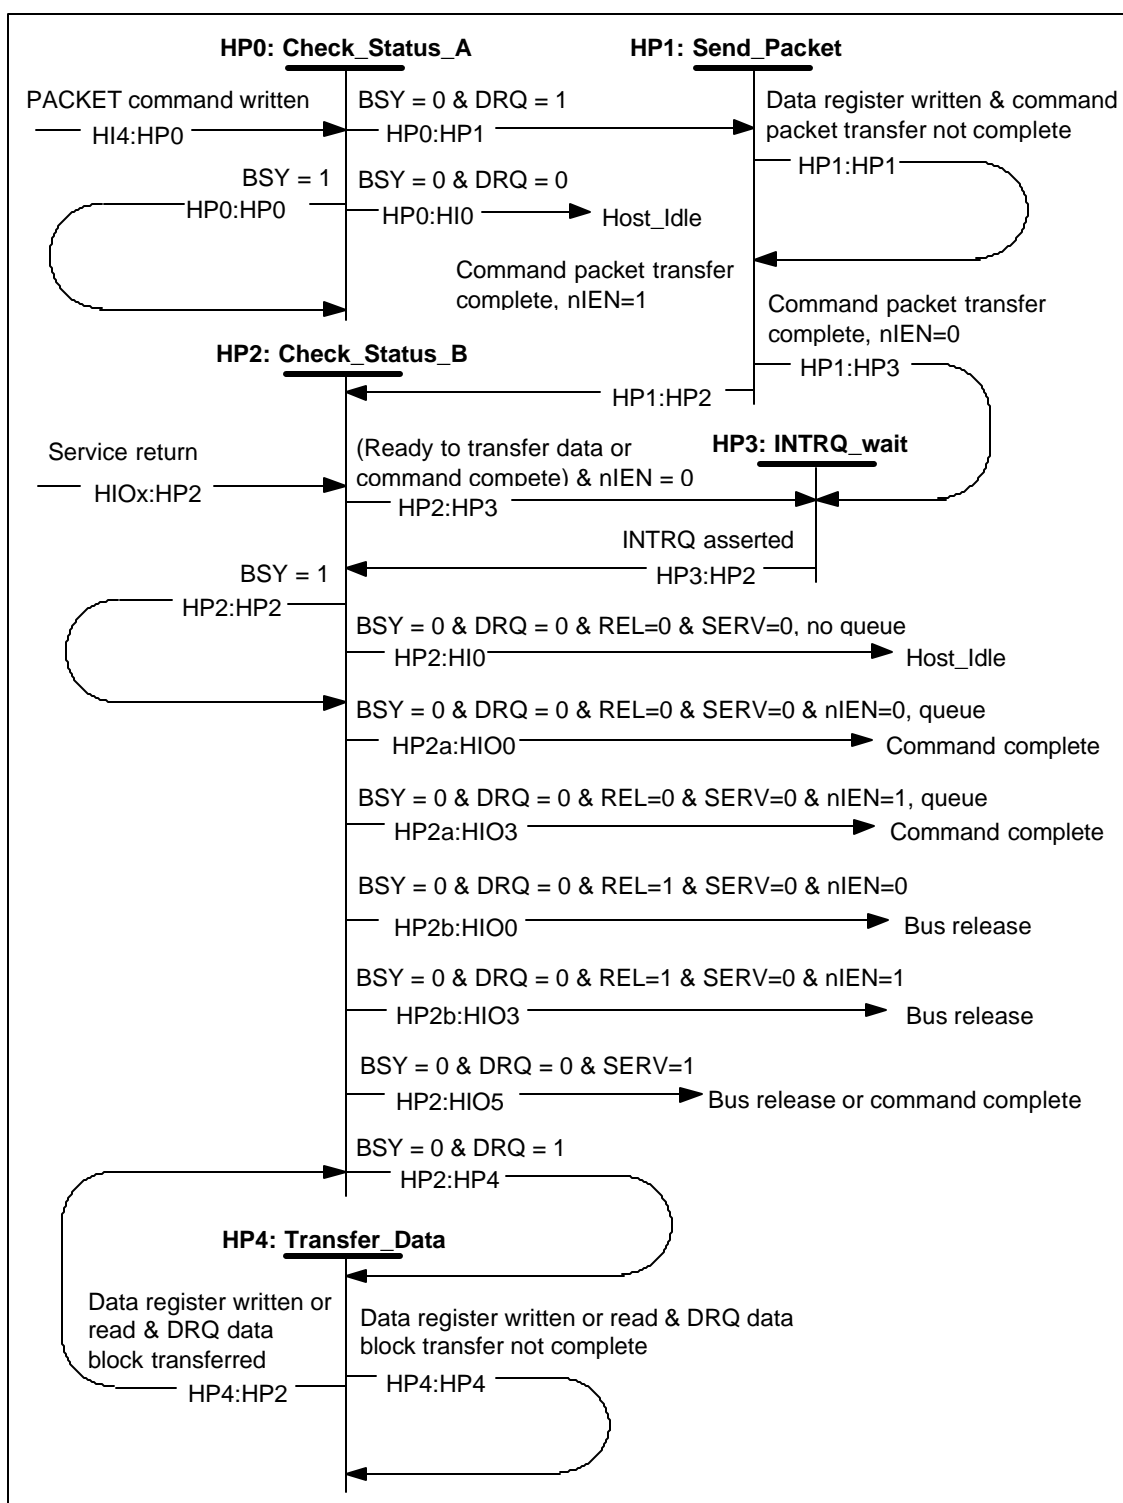 HP0: Check_Status_A
HP1: Send_Packet
PACKET command written
HI4:HP0
BSY = 0 & DRQ = 1
HP0:HP1
Data register written & command
packet transfer not complete
HP1:HP1
BSY = 1
HP0:HP0
BSY = 0 & DRQ = 0
HP0:HI0
Host_Idle
Command packet transfer
complete, nIEN=1
Command packet transfer
complete, nIEN=0
HP1:HP3
HP2: Check_Status_B
HP1:HP2
HP3: INTRQ_wait
Service return
HIOx:HP2
(Ready to transfer data or
command compete) & nIEN = 0
HP2:HP3
INTRQ asserted
HP3:HP2
BSY = 1
HP2:HP2
BSY = 0 & DRQ = 0 & REL=0 & SERV=0, no queue
HP2:HI0
Host_Idle
BSY = 0 & DRQ = 0 & REL=0 & SERV=0 & nIEN=0, queue
HP2a:HIO0
Command complete
BSY = 0 & DRQ = 0 & REL=0 & SERV=0 & nIEN=1, queue
HP2a:HIO3
Command complete
BSY = 0 & DRQ = 0 & REL=1 & SERV=0 & nIEN=0
HP2b:HIO0
Bus release
BSY = 0 & DRQ = 0 & REL=1 & SERV=0 & nIEN=1
HP2b:HIO3
Bus release
BSY = 0 & DRQ = 0 & SERV=1
HP2:HIO5
Bus release or command complete
BSY = 0 & DRQ = 1
HP2:HP4
HP4: Transfer_Data
Data register written or
read & DRQ data
block transferred
HP4:HP2
Data register written or read & DRQ data
block transfer not complete
HP4:HP4